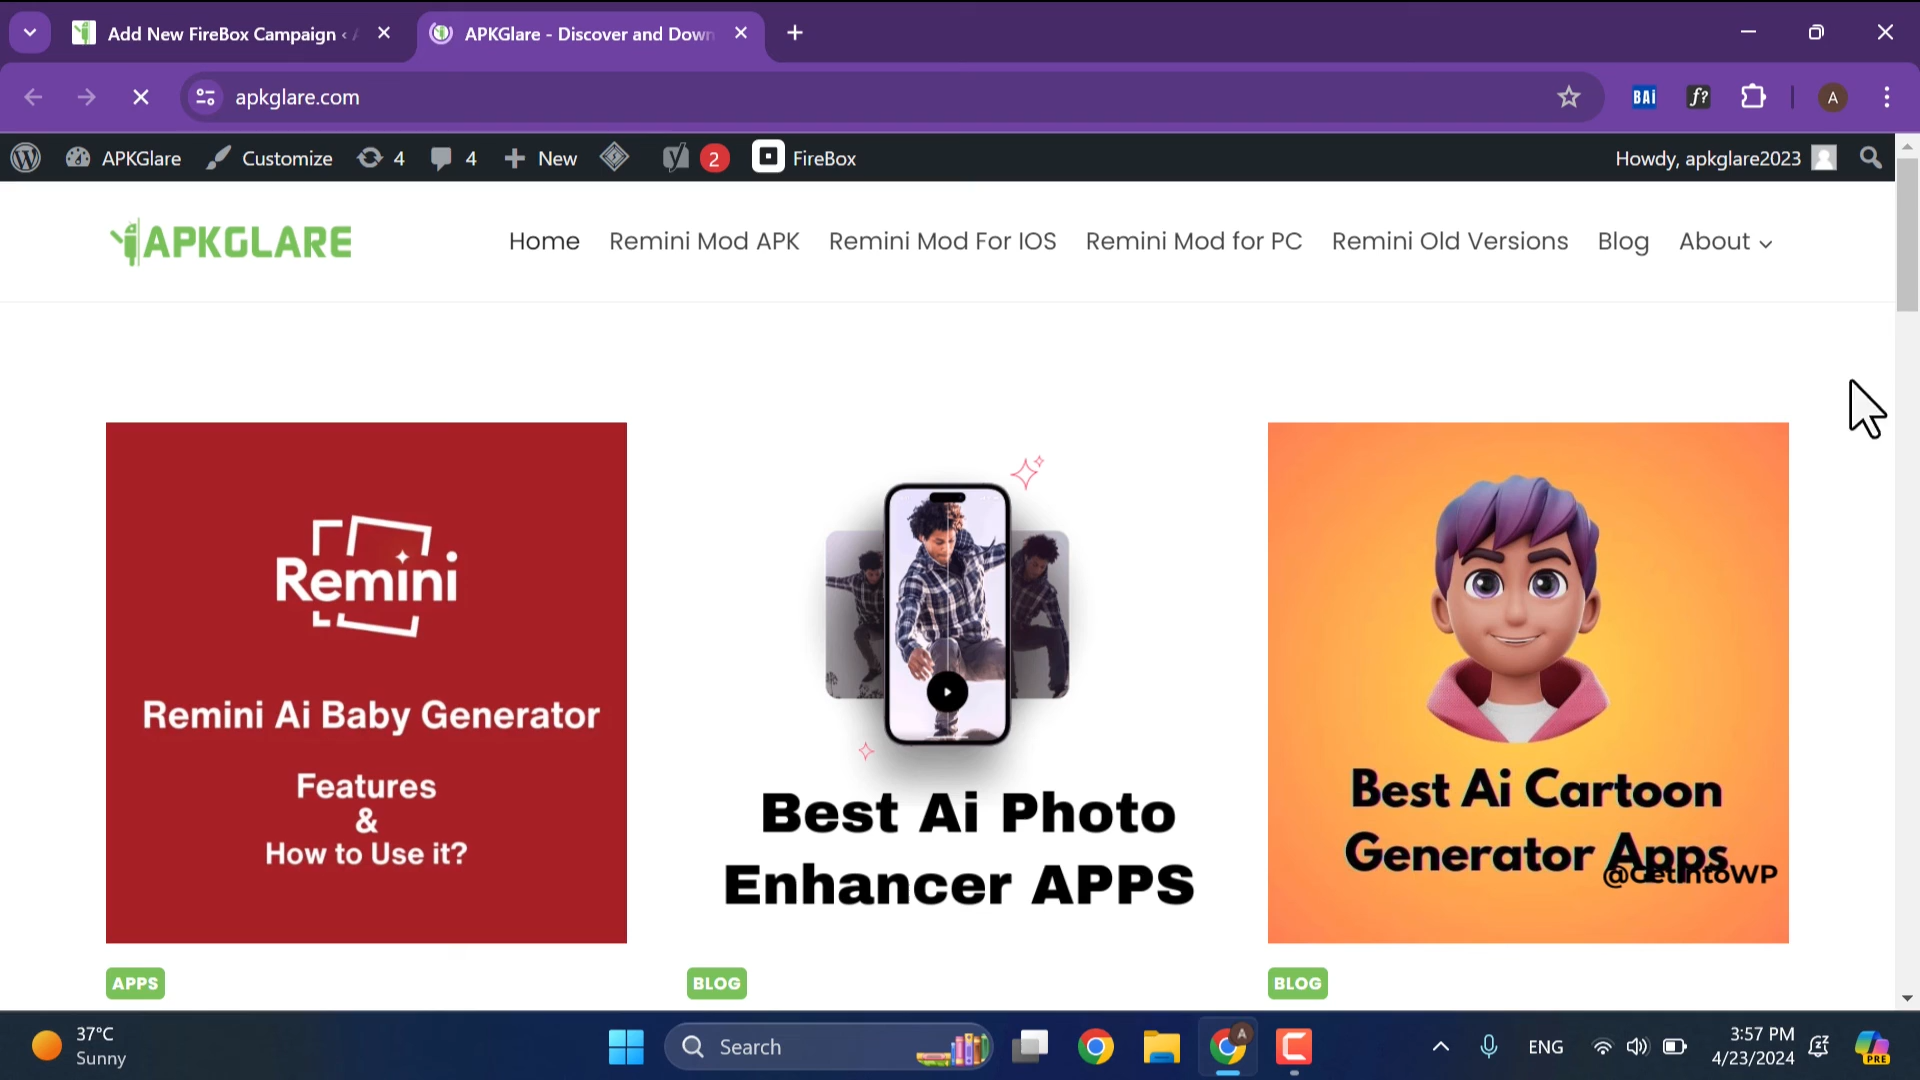 Add New FireBox Campaign ‹
APKGlare - Discover and Down
apkglare.com
BAi
f?
A
APKGlare
Customize
4
4
New
2
FireBox
Howdy, apkglare2023
APKGLARE
Home
Remini Mod APK
Remini Mod For IOS
Remini Mod for PC
Remini Old Versions
Blog
About
Remini
Remini Ai Baby Generator
Features
&
How to Use it?
Best Ai Photo
Enhancer APPS
Best Ai Cartoon
Generator Apps
@GetIntoWP
APPS
BLOG
BLOG
37°C
Sunny
Search
A
ENG
3:57 PM
4/23/2024
PRE